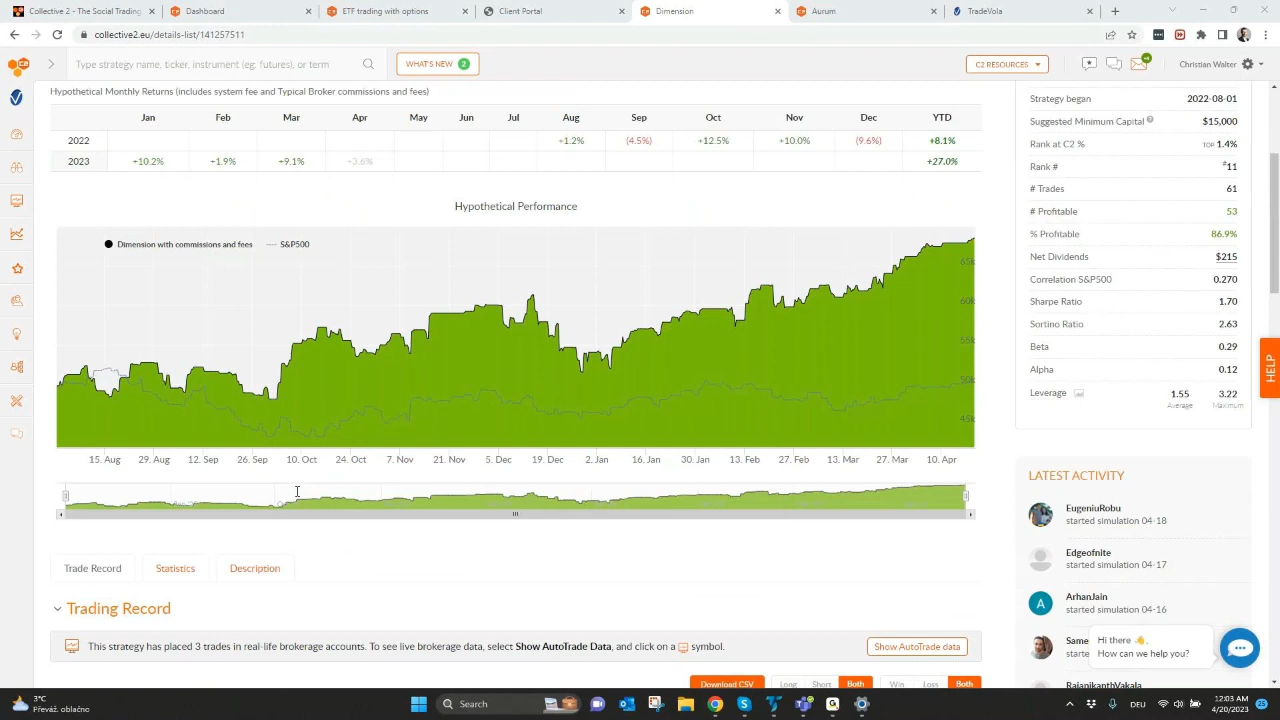 Collective 2 - The Social Trading
Dashboard
ETF trading with options
Client Portal
Dimension
Aurum
TradeVola
collective2.eu/details-list/141257511
Type strategy name, ticker, instrument (eg: futures). or term
WHAT'S NEW 2
C2 RESOURCES
Christian Walter
Hypothetical Monthly Returns (includes system fee and Typical Broker commissions and fees)
Jan Feb Mar Apr May Jun Jul Aug Sep Oct Nov Dec YTD
2022 +1.2% (4.5%) +12.5% +10.0% (9.6%) +8.1%
2023 +10.2% +1.9% +9.1% +3.6% +27.0%
Hypothetical Performance
Dimension with commissions and fees
S&P500
65k
60k
55k
50k
45k
15. Aug 29. Aug 12. Sep 26. Sep 10. Oct 24. Oct 7. Nov 21. Nov 5. Dec 19. Dec 2. Jan 16. Jan 30. Jan 13. Feb 27. Feb 13. Mar 27. Mar 10. Apr
Trade Record
Statistics
Description
Trading Record
This strategy has placed 3 trades in real-life brokerage accounts. To see live brokerage data, select Show AutoTrade Data, and click on a symbol.
Show AutoTrade data
Download CSV
Long Short Both
Win Loss Both
Strategy began 2022-08-01
Suggested Minimum Capital $15,000
Rank at C2 % TOP 1.4%
Rank # #11
# Trades 61
# Profitable 53
% Profitable 86.9%
Net Dividends $215
Correlation S&P500 0.270
Sharpe Ratio 1.70
Sortino Ratio 2.63
Beta 0.29
Alpha 0.12
Leverage 1.55 3.22
Average Maximum
HELP
LATEST ACTIVITY
EugeniuRobu
started simulation 04-18
Edgeofnite
started simulation 04-17
A
ArhanJain
started simulation 04-16
Same
starte
Hi there 👋,
How can we help you?
RajanikanthVakala
3°C
Převáž. oblačno
Search
DEU
12:03 AM
4/20/2023